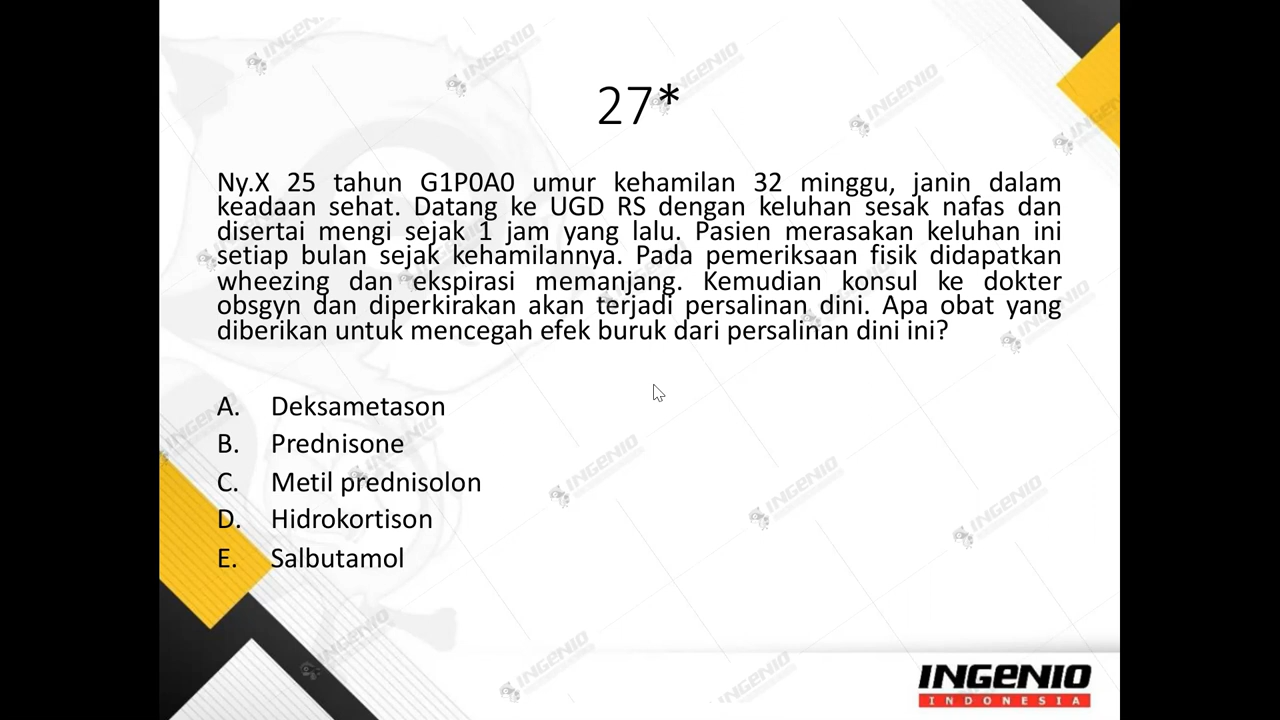 27*
Ny.X 25 tahun G1P0A0 umur kehamilan 32 minggu, janin dalam
keadaan sehat. Datang ke UGD RS dengan keluhan sesak nafas dan
disertai mengi sejak 1 jam yang lalu. Pasien merasakan keluhan ini
setiap bulan sejak kehamilannya. Pada pemeriksaan fisik didapatkan
wheezing dan ekspirasi memanjang. Kemudian konsul ke dokter
obsgyn dan diperkirakan akan terjadi persalinan dini. Apa obat yang
diberikan untuk mencegah efek buruk dari persalinan dini ini?
A. Deksametason
B. Prednisone
C. Metil prednisolon
D. Hidrokortison
E. Salbutamol
INGENIO
INDONESIA